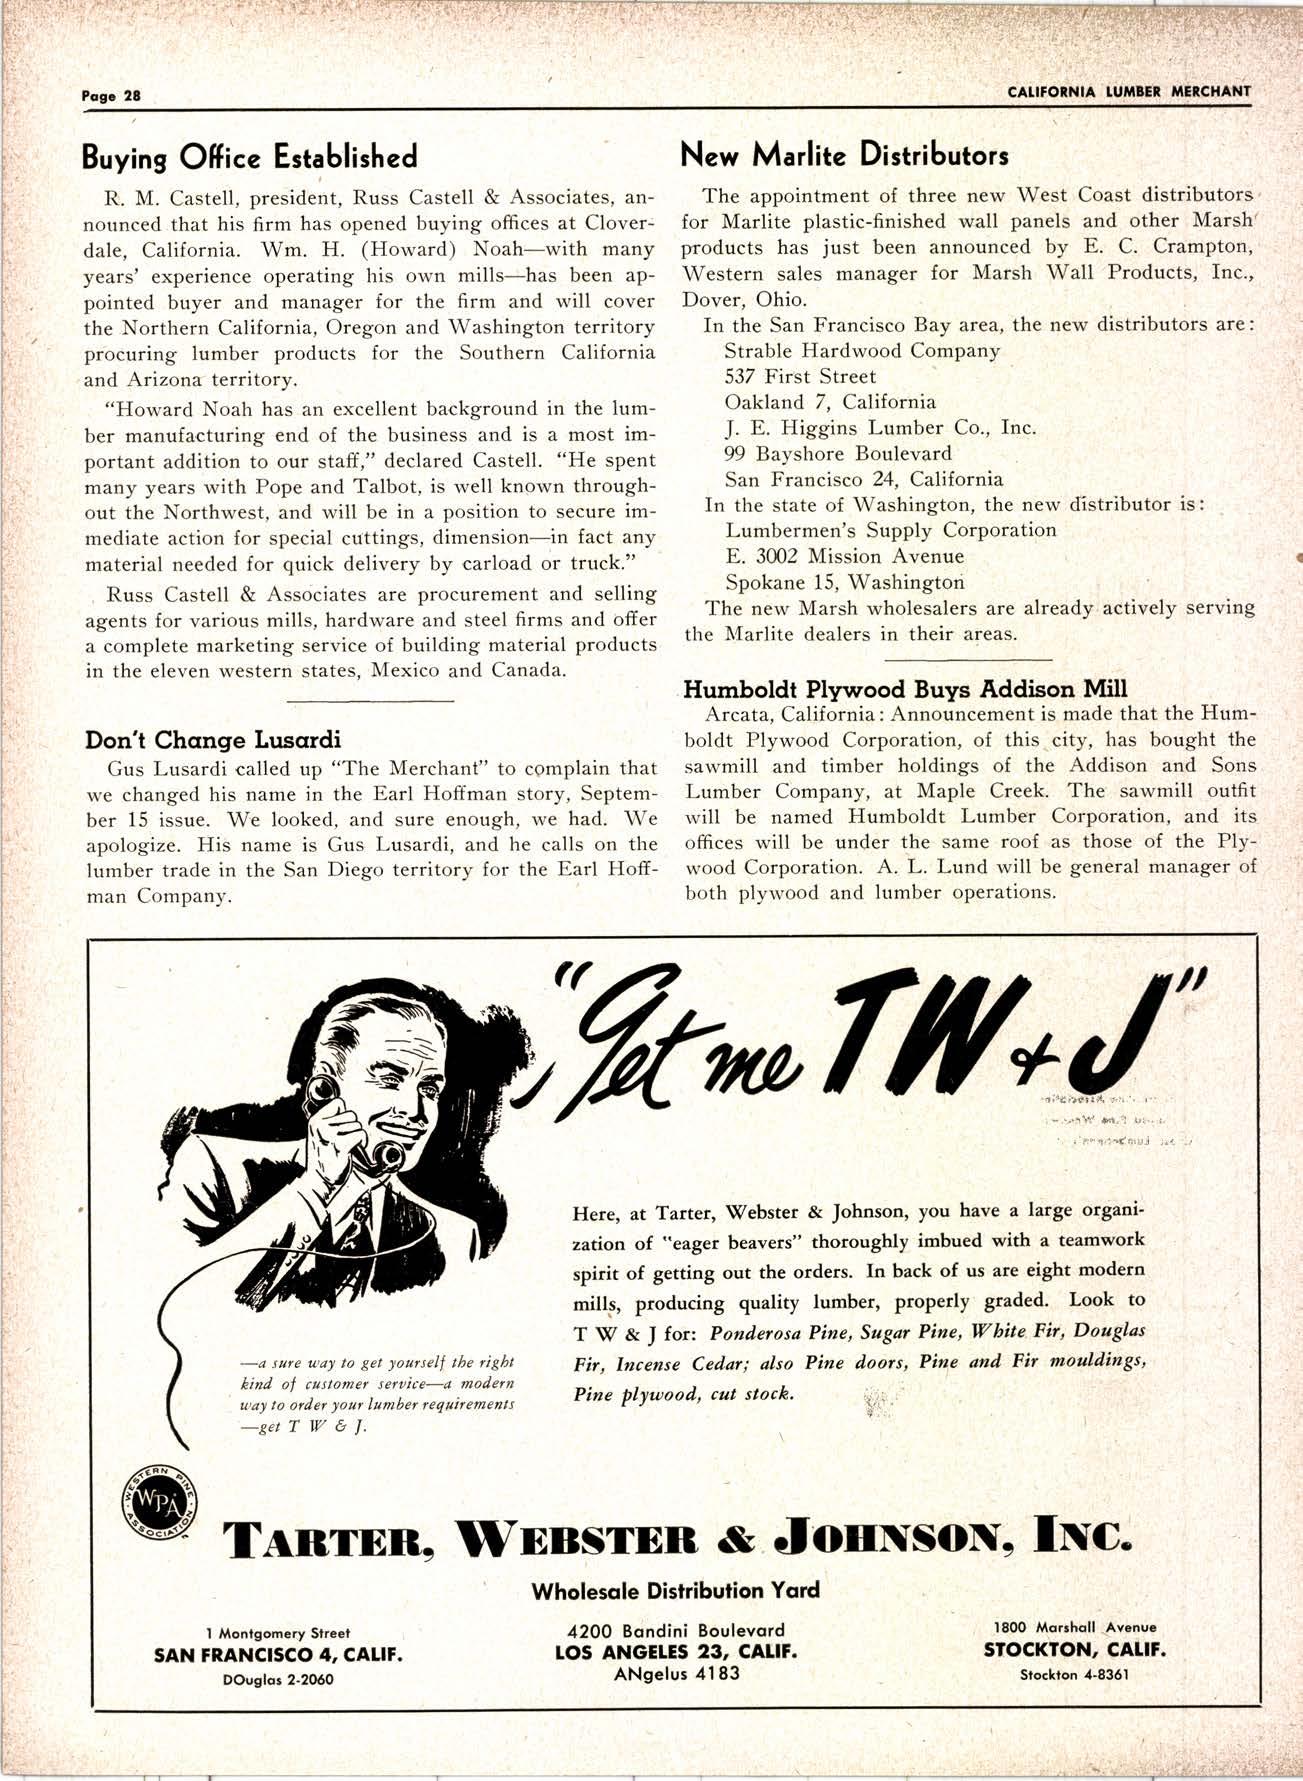 Page 28
CALIFORNIA LUMBER MERCHANT
Buying Office Established
R. M. Castell, president, Russ Castell & Associates, an-
nounced that his firm has opened buying offices at Clover-
dale, California. Wm. H. (Howard) Noah—with many
years' experience operating his own mills—has been ap-
pointed buyer and manager for the firm and will cover
the Northern California, Oregon and Washington territory
procuring lumber products for the Southern California
and Arizona territory.
"Howard Noah has an excellent background in the lum-
ber manufacturing end of the business and is a most im-
portant addition to our staff," declared Castell. "He spent
many years with Pope and Talbot, is well known through-
out the Northwest, and will be in a position to secure im-
mediate action for special cuttings, dimension—in fact any
material needed for quick delivery by carload or truck."
Russ Castell & Associates are procurement and selling
agents for various mills, hardware and steel firms and offer
a complete marketing service of building material products
in the eleven western states, Mexico and Canada.
Don't Change Lusardi
Gus Lusardi called up "The Merchant" to complain that
we changed his name in the Earl Hoffman story, Septem-
ber 15 issue. We looked, and sure enough, we had. We
apologize. His name is Gus Lusardi, and he calls on the
lumber trade in the San Diego territory for the Earl Hoff-
man Company.
New Marlite Distributors
The appointment of three new West Coast distributors
for Marlite plastic-finished wall panels and other Marsh
products has just been announced by E. C. Crampton,
Western sales manager for Marsh Wall Products, Inc.,
Dover, Ohio.
In the San Francisco Bay area, the new distributors are:
Strable Hardwood Company
537 First Street
Oakland 7, California
J. E. Higgins Lumber Co., Inc.
99 Bayshore Boulevard
San Francisco 24, California
In the state of Washington, the new distributor is:
Lumbermen's Supply Corporation
E. 3002 Mission Avenue
Spokane 15, Washington
The new Marsh wholesalers are already actively serving
the Marlite dealers in their areas.
Humboldt Plywood Buys Addison Mill
Arcata, California: Announcement is made that the Hum-
boldt Plywood Corporation, of this city, has bought the
sawmill and timber holdings of the Addison and Sons
Lumber Company, at Maple Creek. The sawmill outfit
will be named Humboldt Lumber Corporation, and its
offices will be under the same roof as those of the Ply-
wood Corporation. A. L. Lund will be general manager of
both plywood and lumber operations.
"Get me TW & J"
Here, at Tarter, Webster & Johnson, you have a large organi-
zation of "eager beavers" thoroughly imbued with a teamwork
spirit of getting out the orders. In back of us are eight modern
mills, producing quality lumber, properly graded. Look to
T W & J for: Ponderosa Pine, Sugar Pine, White Fir, Douglas
Fir, Incense Cedar; also Pine doors, Pine and Fir mouldings,
Pine plywood, cut stock.
—a sure way to get yourself the right
kind of customer service—a modern
way to order your lumber requirements
—get T W & J.
WESTERN PINE ASSOCIATION
WPA
TARTER, WEBSTER & JOHNSON, INC.
Wholesale Distribution Yard
1 Montgomery Street
SAN FRANCISCO 4, CALIF.
DOuglas 2-2060
4200 Bandini Boulevard
LOS ANGELES 23, CALIF.
ANgelus 4183
1800 Marshall Avenue
STOCKTON, CALIF.
Stockton 4-8361